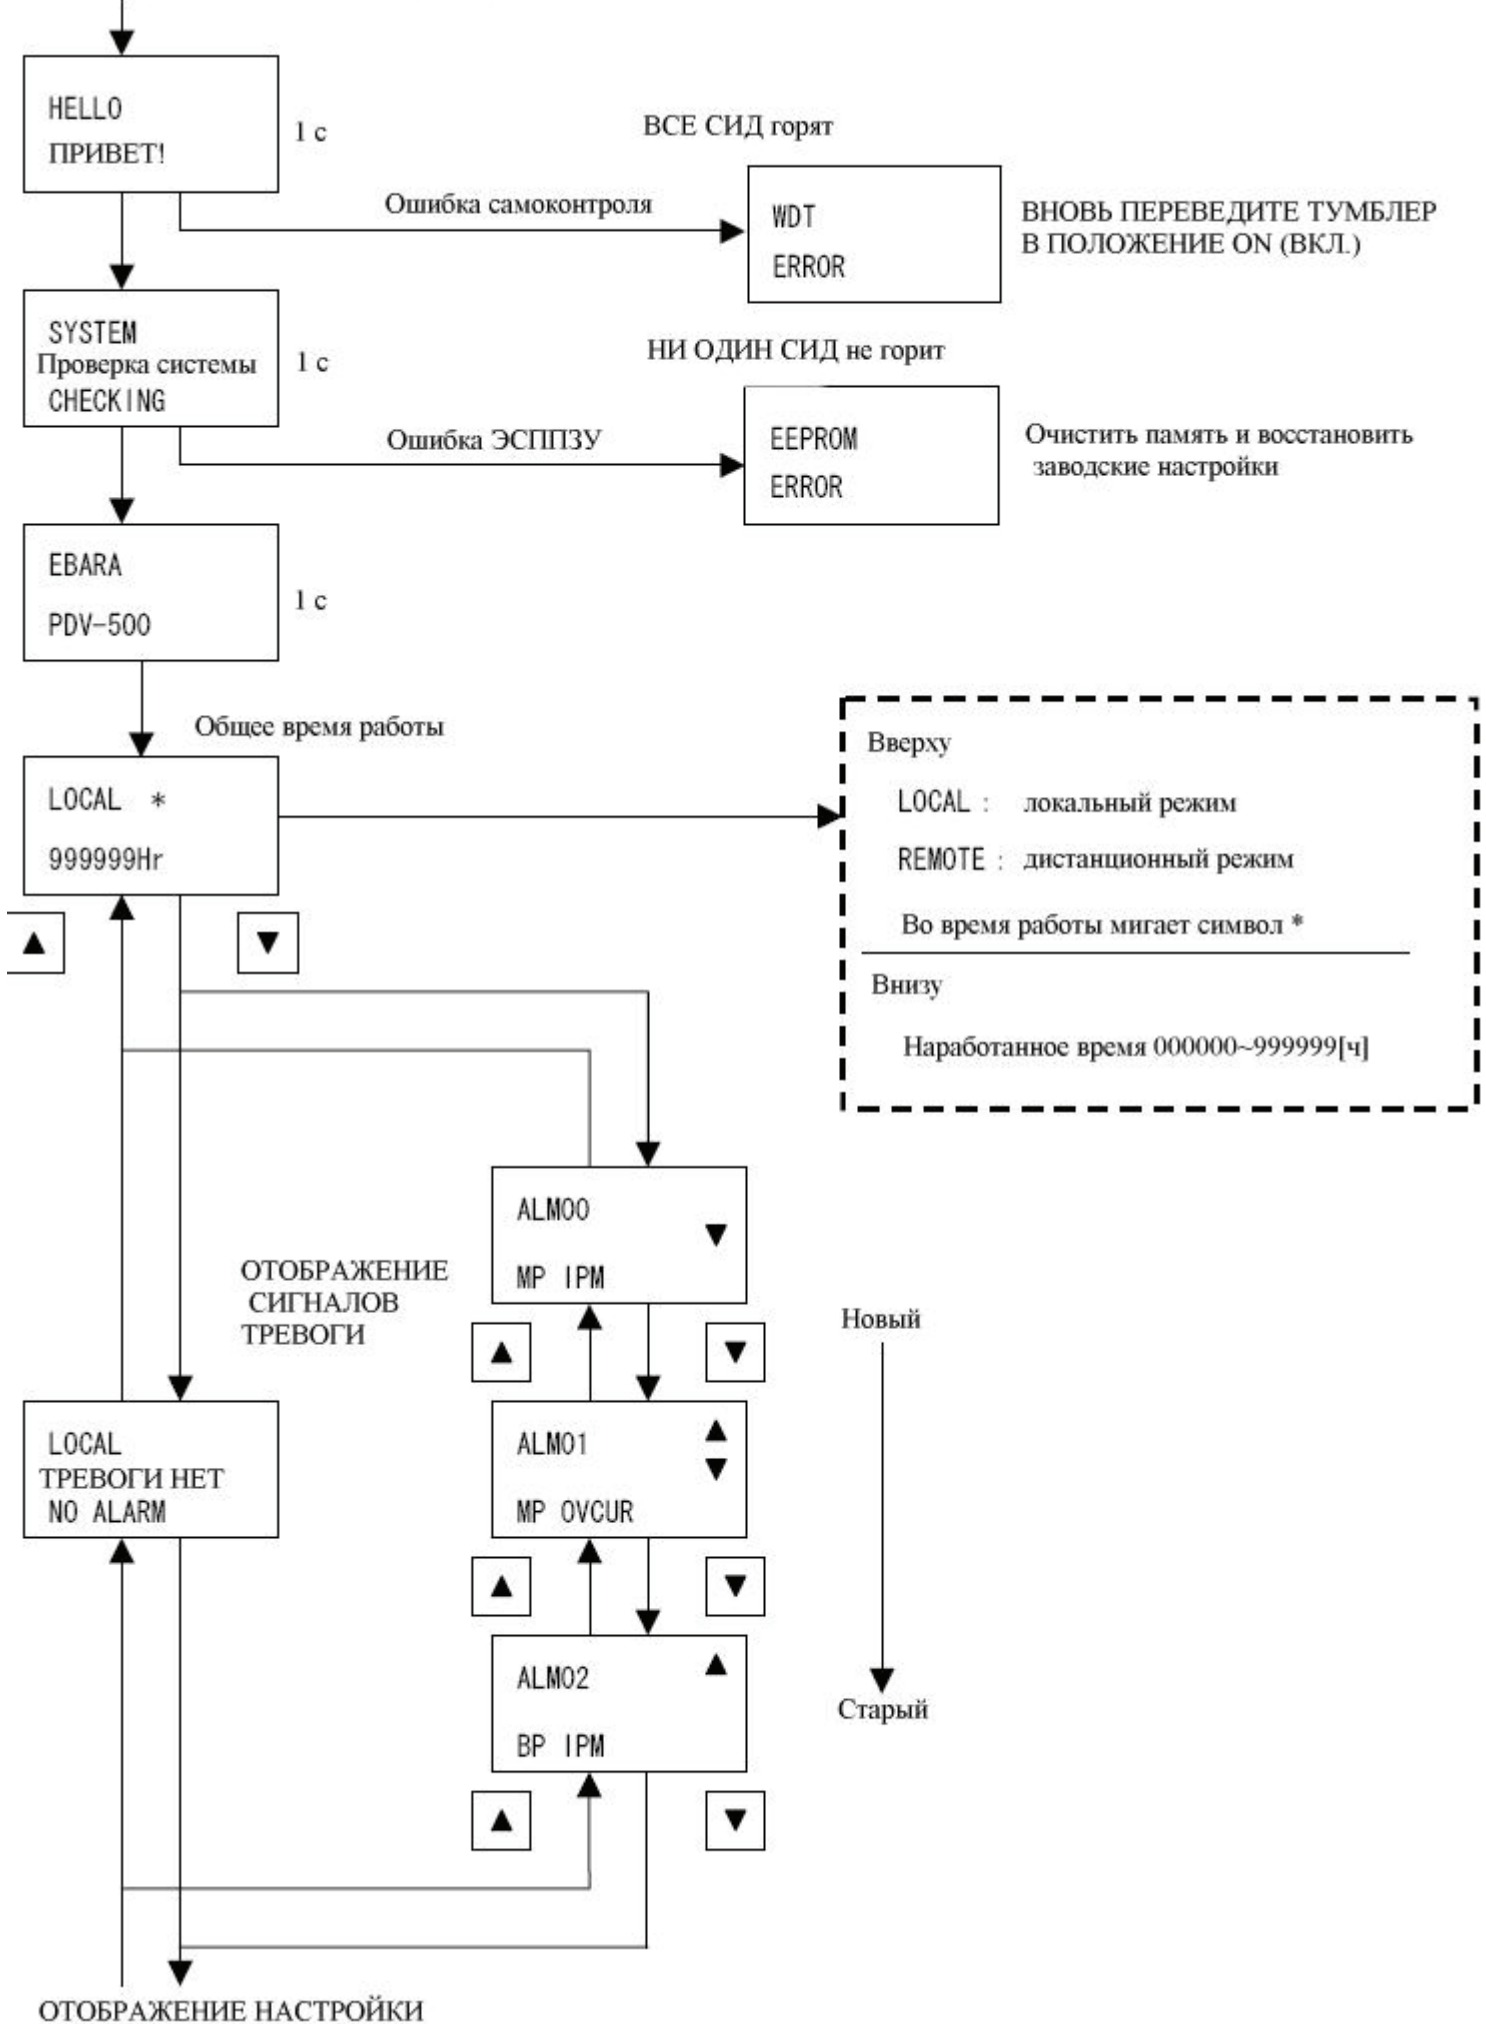 HELLO
ПРИВЕТ!
1 с
ВСЕ СИД горят
Ошибка самоконтроля
WDT
ERROR
ВНОВЬ ПЕРЕВЕДИТЕ ТУМБЛЕР
В ПОЛОЖЕНИЕ ON (ВКЛ.)
SYSTEM
Проверка системы
CHECKING
1 с
НИ ОДИН СИД не горит
Ошибка ЭСППЗУ
EEPROM
ERROR
Очистить память и восстановить
заводские настройки
EBARA
PDV-500
1 с
Общее время работы
LOCAL *
999999Hr
▲
▼
Вверху
LOCAL : локальный режим
REMOTE : дистанционный режим
Во время работы мигает символ *
Внизу
Наработанное время 000000~999999[ч]
ALM00
▼
MP IPM
ОТОБРАЖЕНИЕ
СИГНАЛОВ
ТРЕВОГИ
▲
▼
Новый
LOCAL
ТРЕВОГИ НЕТ
NO ALARM
ALM01
▲
▼
MP OVCUR
▲
▼
ALM02
▲
BP IPM
Старый
▲
▼
ОТОБРАЖЕНИЕ НАСТРОЙКИ